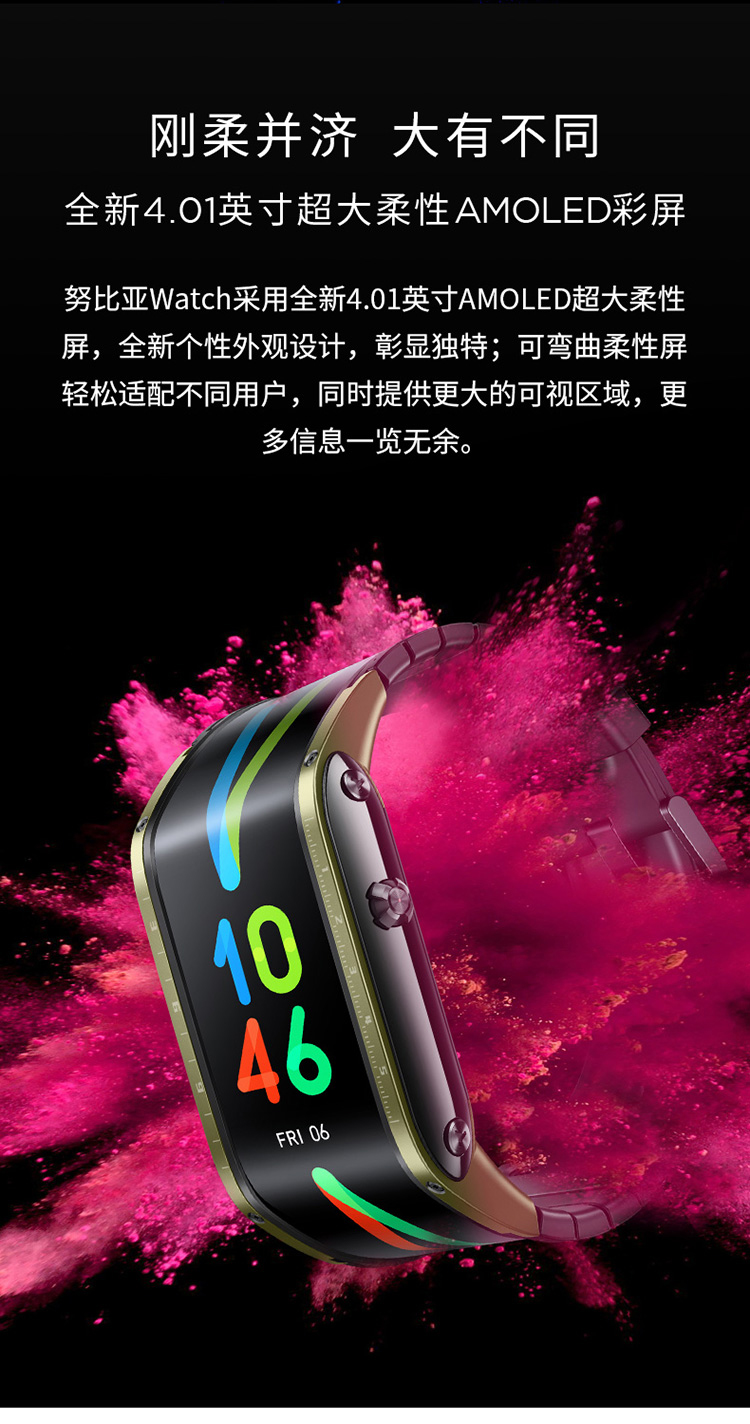 刚柔并济 大有不同
全新4.01英寸超大柔性AMOLED彩屏
努比亚Watch采用全新4.01英寸AMOLED超大柔性
屏，全新个性外观设计，彰显独特；可弯曲柔性屏
轻松适配不同用户，同时提供更大的可视区域，更
多信息一览无余。
10
46
FRI 06